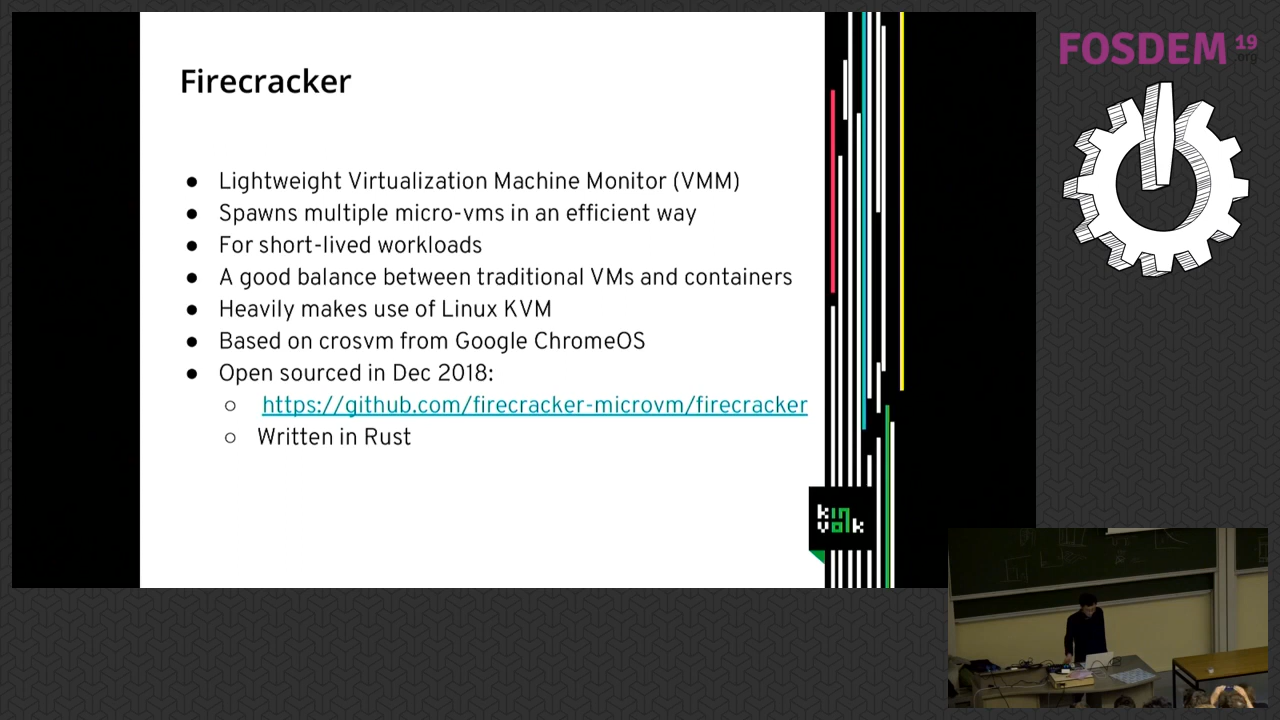 Firecracker
● Lightweight Virtualization Machine Monitor (VMM)
● Spawns multiple micro-vms in an efficient way
● For short-lived workloads
● A good balance between traditional VMs and containers
● Heavily makes use of Linux KVM
● Based on crosvm from Google ChromeOS
● Open sourced in Dec 2018:
○ https://github.com/firecracker-microvm/firecracker
○ Written in Rust
kin
volk
FOSDEM 19
.org